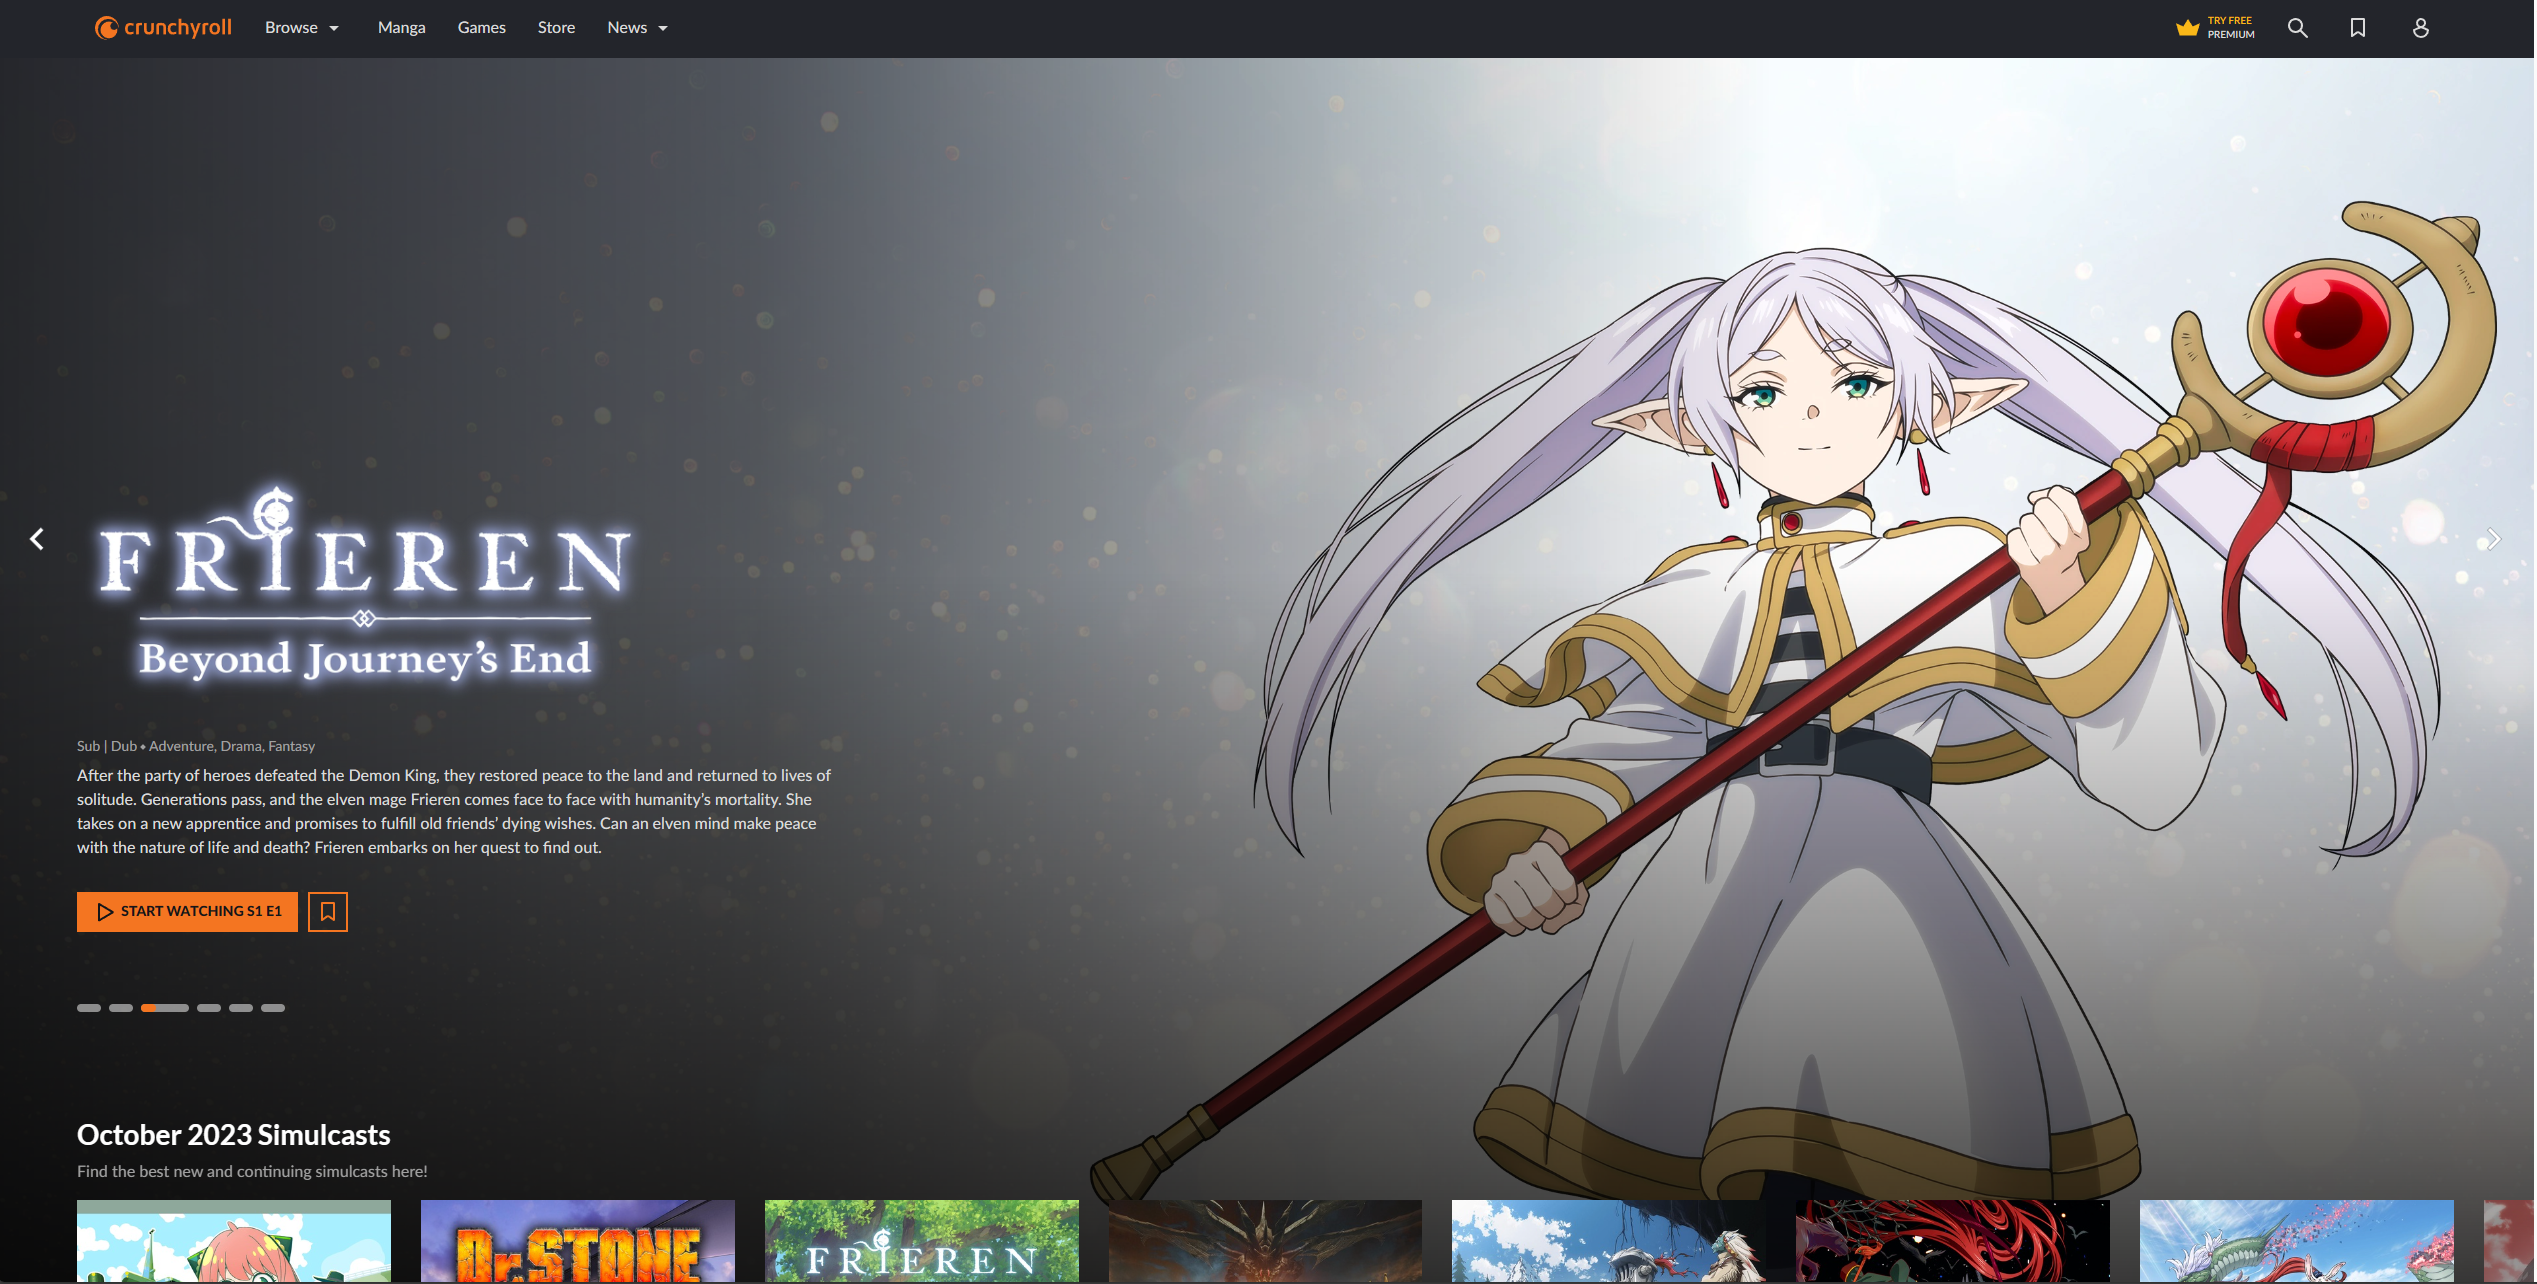 crunchyroll Browse Manga Games Store News
TRY FREE
PREMIUM
FRIEREN
Beyond Journey's End
Sub | Dub ⬩ Adventure, Drama, Fantasy
After the party of heroes defeated the Demon King, they restored peace to the land and returned to lives of
solitude. Generations pass, and the elven mage Frieren comes face to face with humanity’s mortality. She
takes on a new apprentice and promises to fulfill old friends’ dying wishes. Can an elven mind make peace
with the nature of life and death? Frieren embarks on her quest to find out.
START WATCHING S1 E1
October 2023 Simulcasts
Find the best new and continuing simulcasts here!
Dr.STONE
FRIEREN